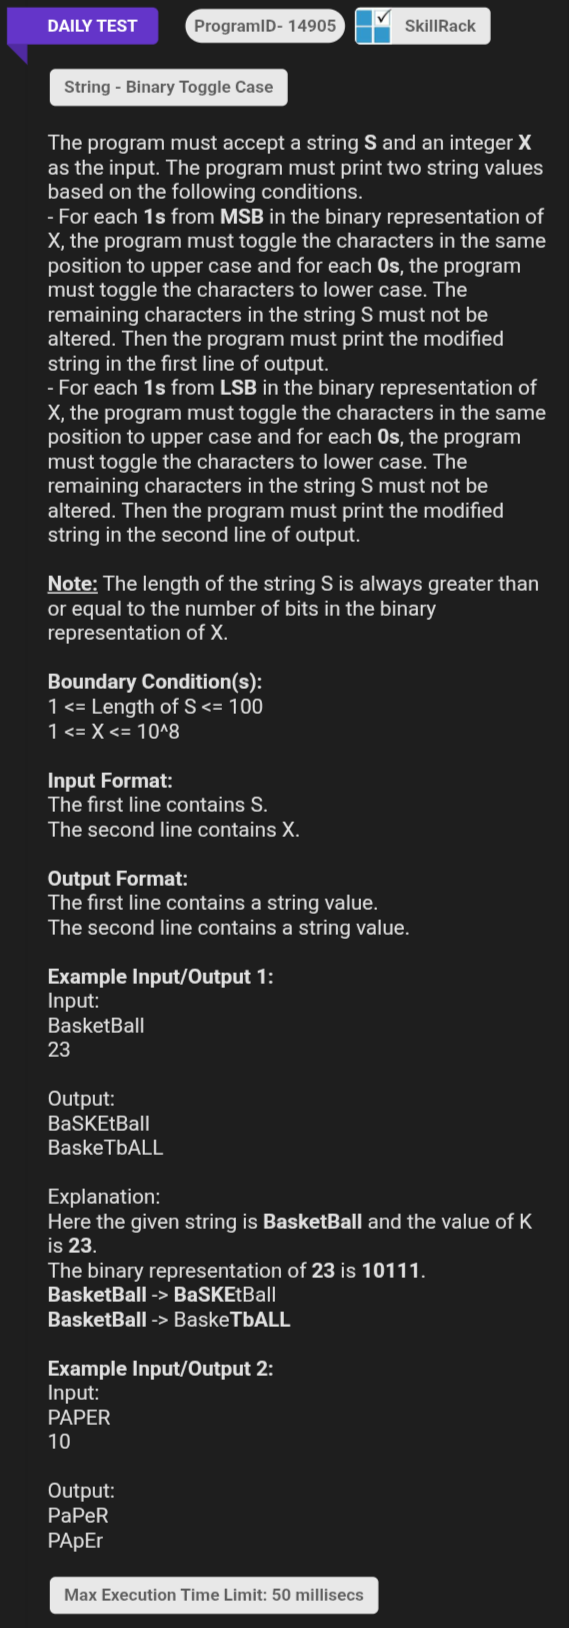 DAILY TEST
ProgramID- 14905
SkillRack
String - Binary Toggle Case
The program must accept a string S and an integer X
as the input. The program must print two string values
based on the following conditions.
- For each 1s from MSB in the binary representation of
X, the program must toggle the characters in the same
position to upper case and for each 0s, the program
must toggle the characters to lower case. The
remaining characters in the string S must not be
altered. Then the program must print the modified
string in the first line of output.
- For each 1s from LSB in the binary representation of
X, the program must toggle the characters in the same
position to upper case and for each 0s, the program
must toggle the characters to lower case. The
remaining characters in the string S must not be
altered. Then the program must print the modified
string in the second line of output.
Note: The length of the string S is always greater than
or equal to the number of bits in the binary
representation of X.
Boundary Condition(s):
1 <= Length of S <= 100
1 <= X <= 10^8
Input Format:
The first line contains S.
The second line contains X.
Output Format:
The first line contains a string value.
The second line contains a string value.
Example Input/Output 1:
Input:
BasketBall
23
Output:
BaSKEtBall
BaskeTbALL
Explanation:
Here the given string is BasketBall and the value of K
is 23.
The binary representation of 23 is 10111.
BasketBall -> BaSKEtBall
BasketBall -> BaskeTbALL
Example Input/Output 2:
Input:
PAPER
10
Output:
PaPeR
PApEr
Max Execution Time Limit: 50 millisecs